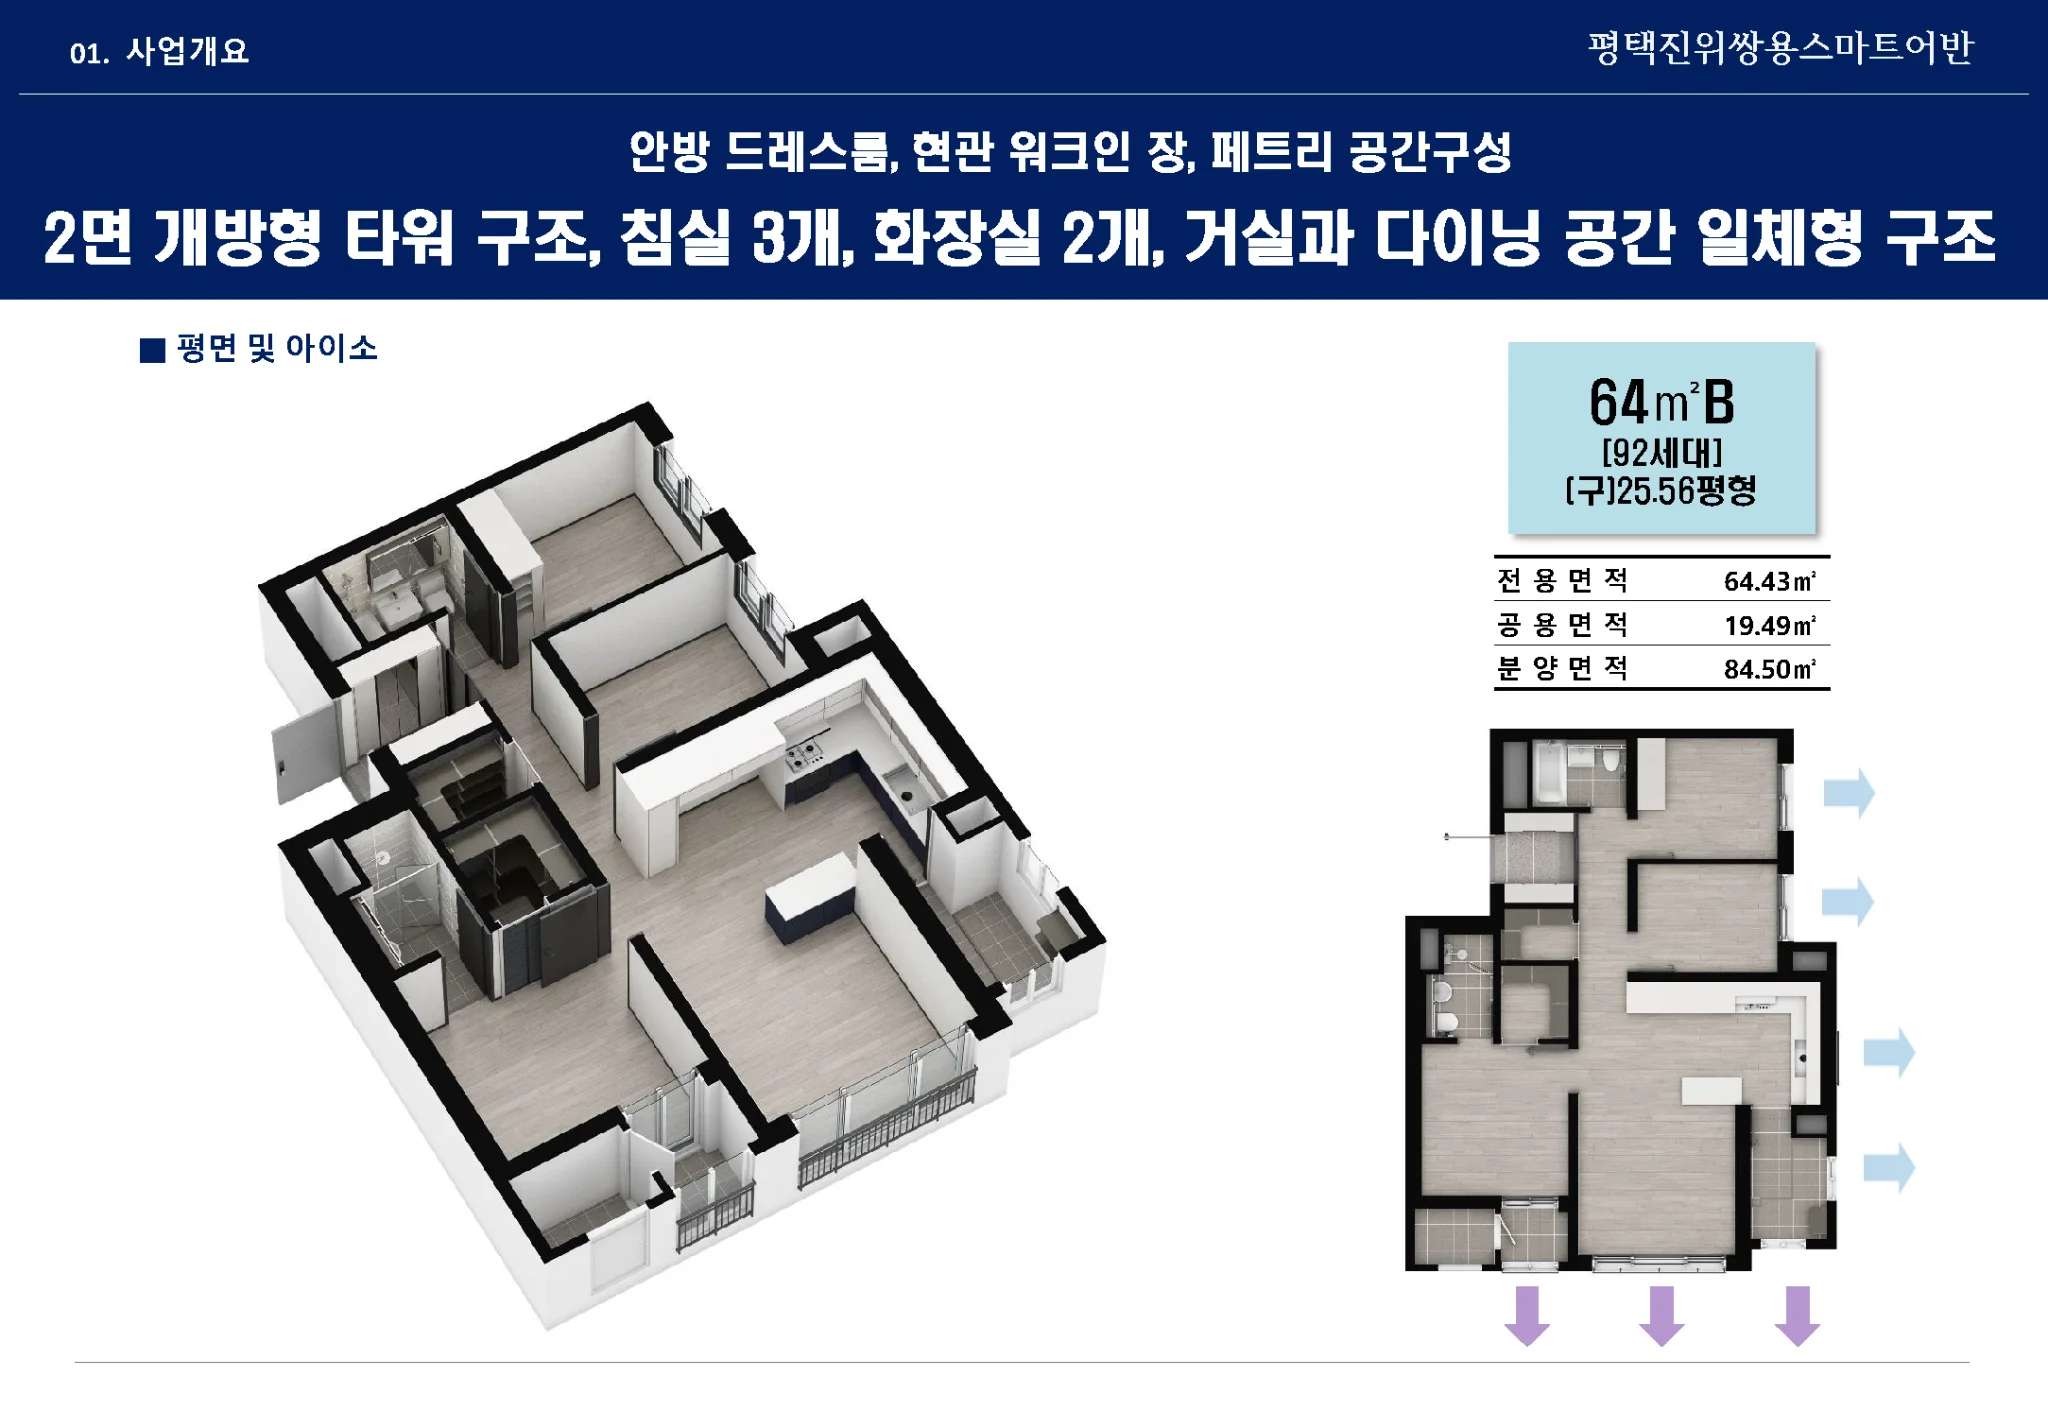 01. 사업개요
평택진위쌍용스마트어반
안방 드레스룸, 현관 워크인 장, 페트리 공간구성
2면 개방형 타워 구조, 침실 3개, 화장실 2개, 거실과 다이닝 공간 일체형 구조
■ 평면 및 아이소
64㎡B
[92세대]
(구)25.56평형
전용면적 64.43㎡
공용면적 19.49㎡
분양면적 84.50㎡